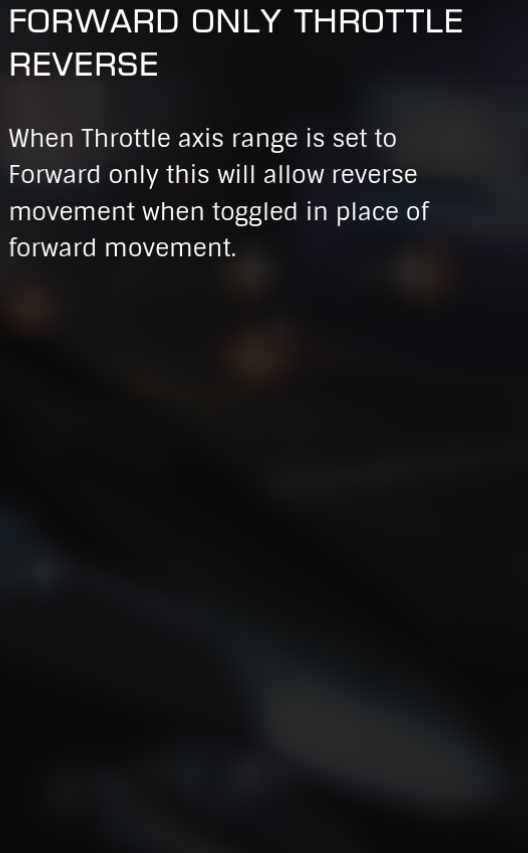 FORWARD ONLY THROTTLE
REVERSE
When Throttle axis range is set to
Forward only this will allow reverse
movement when toggled in place of
forward movement.